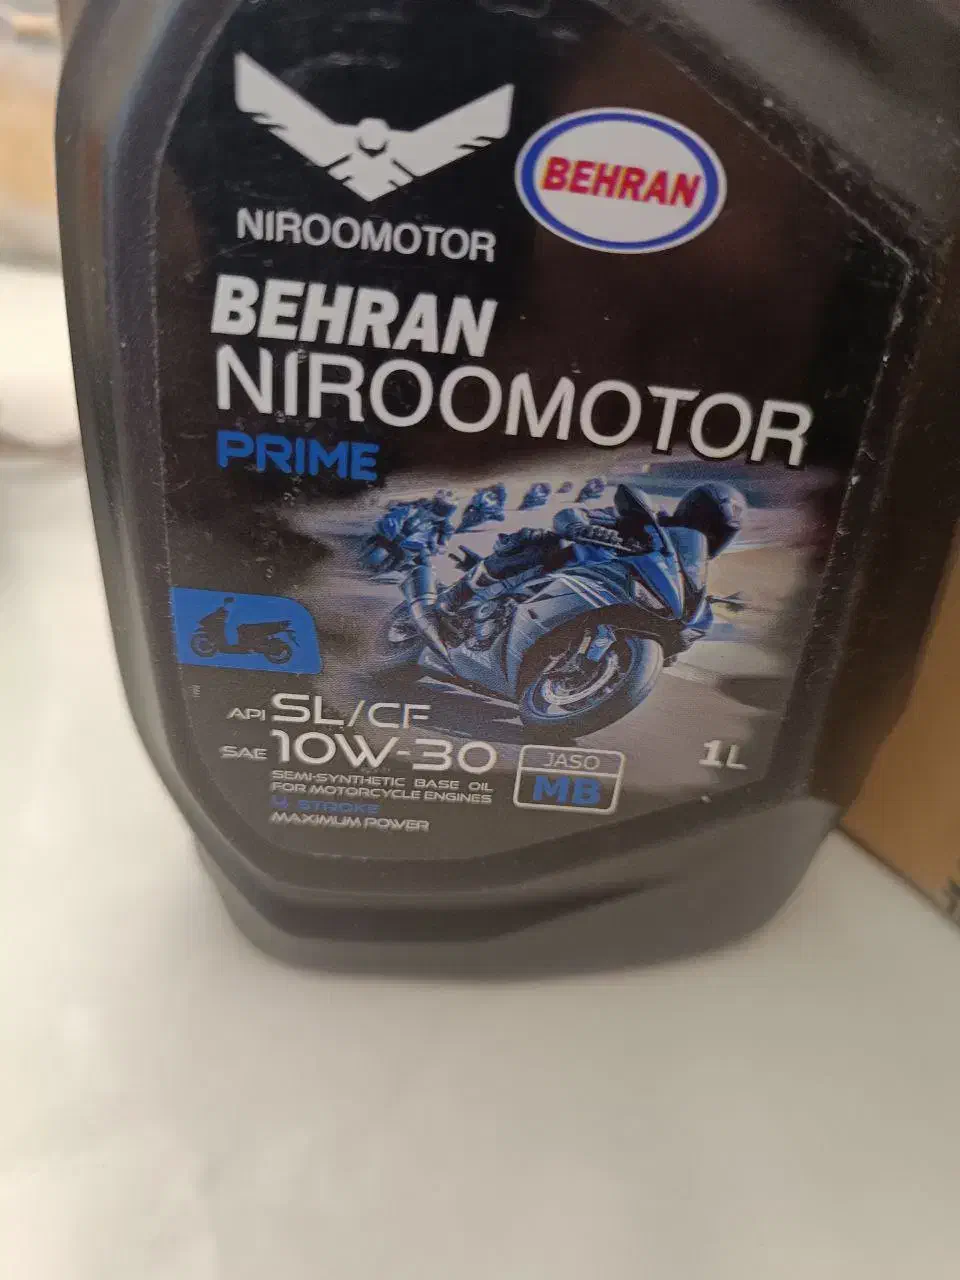 NIROOMOTOR
BEHRAN
BEHRAN
NIROOMOTOR
PRIME
API SL/CF
SAE 10W-30
SEMI-SYNTHETIC BASE OIL
FOR MOTORCYCLE ENGINES
4 STROKE
MAXIMUM POWER
JASO
MB
1L